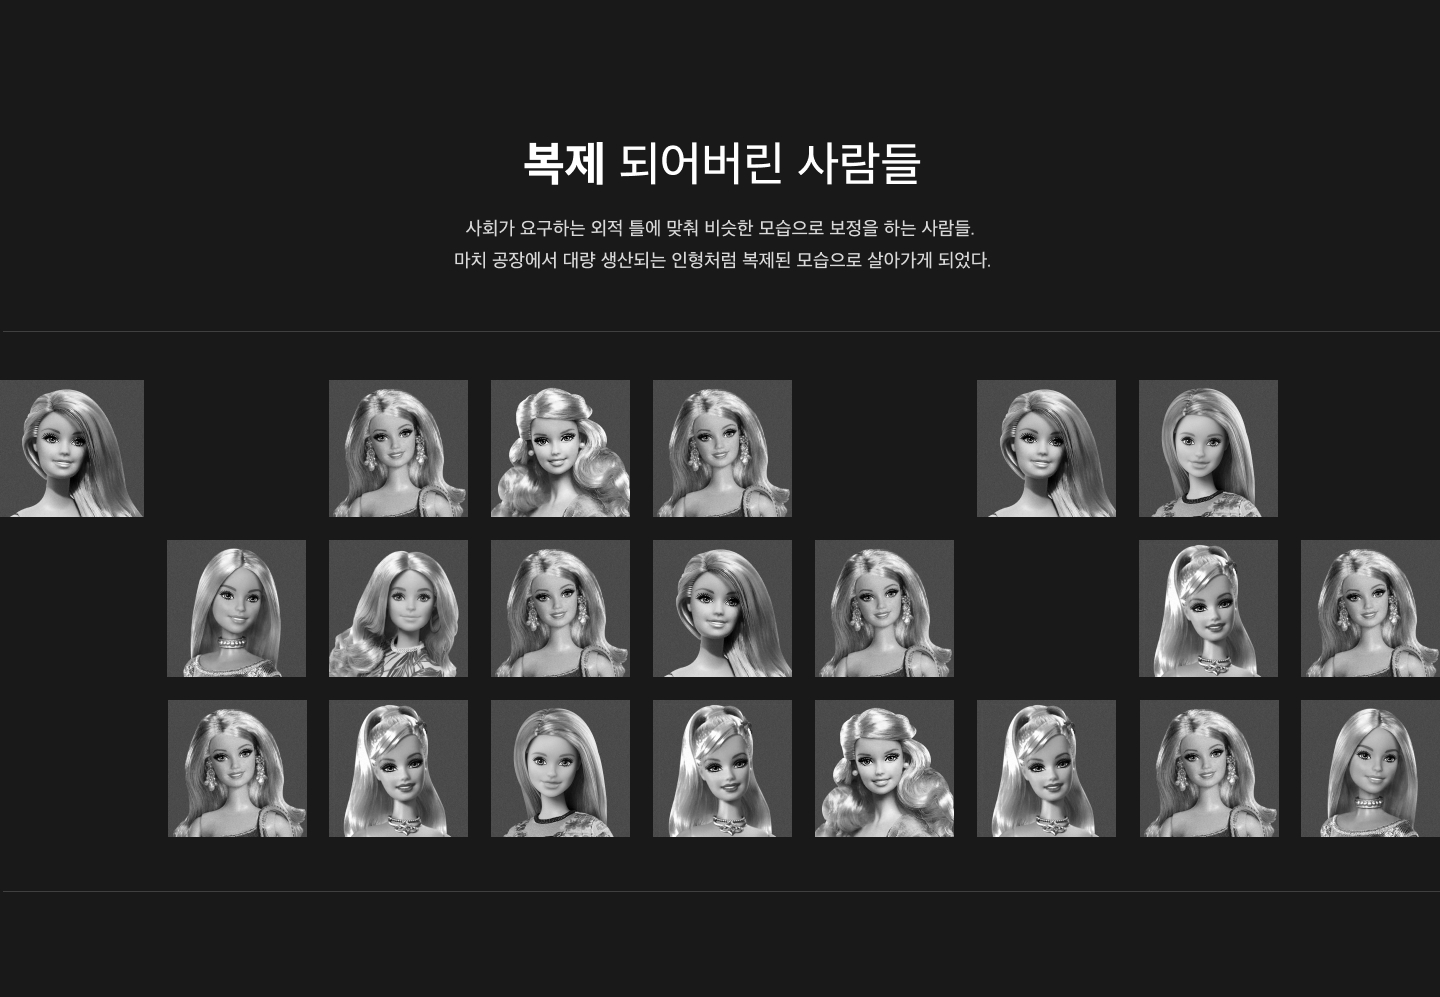 복제 되어버린 사람들
사회가 요구하는 외적 틀에 맞춰 비슷한 모습으로 보정을 하는 사람들.
마치 공장에서 대량 생산되는 인형처럼 복제된 모습으로 살아가게 되었다.